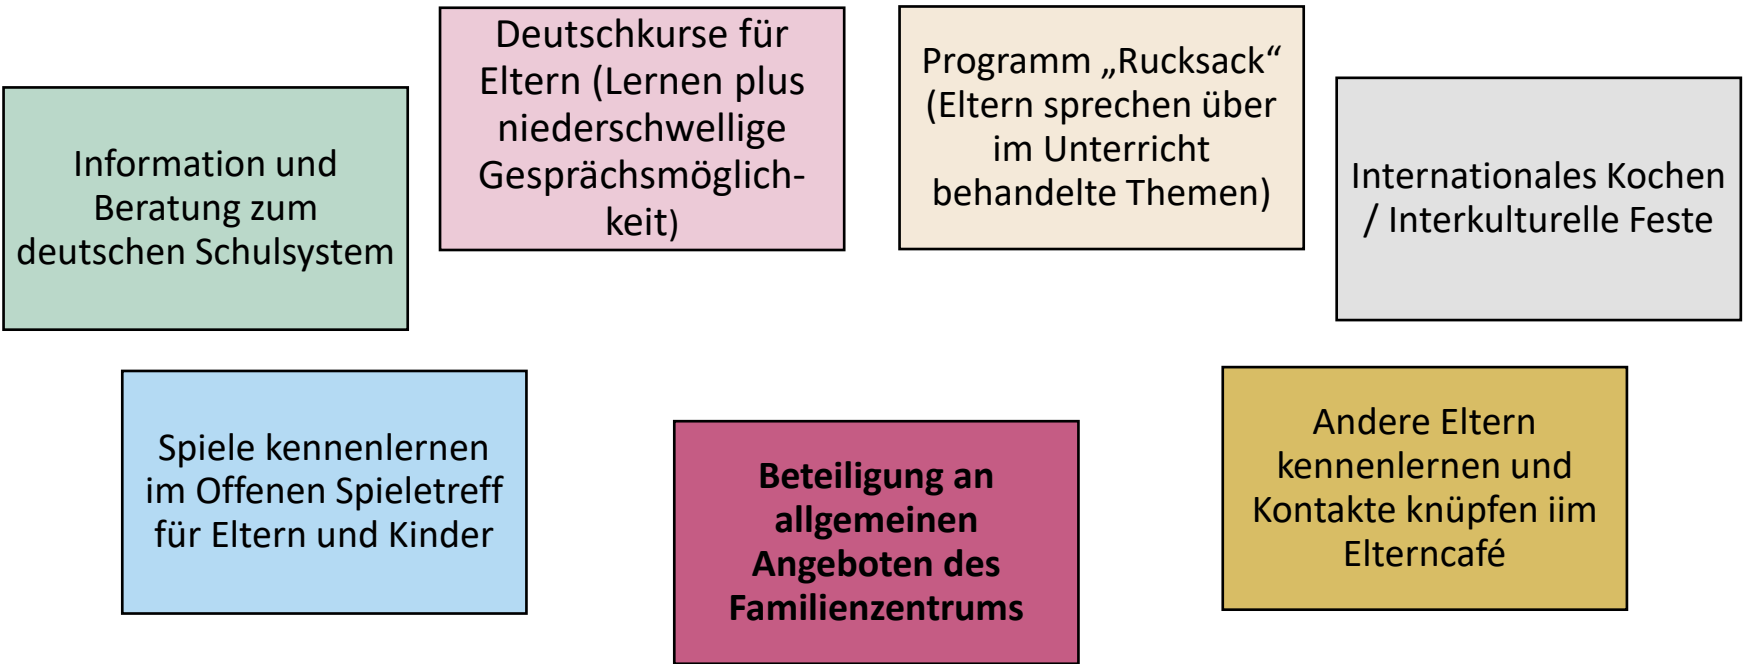 Information und
Beratung zum
deutschen Schulsystem
Deutschkurse für
Eltern (Lernen plus
niederschwellige
Gesprächsmöglich-
keit)
Programm „Rucksack“
(Eltern sprechen über
im Unterricht
behandelte Themen)
Internationales Kochen
/ Interkulturelle Feste
Spiele kennenlernen
im Offenen Spieletreff
für Eltern und Kinder
Beteiligung an
allgemeinen
Angeboten des
Familienzentrums
Andere Eltern
kennenlernen und
Kontakte knüpfen iim
Elterncafé